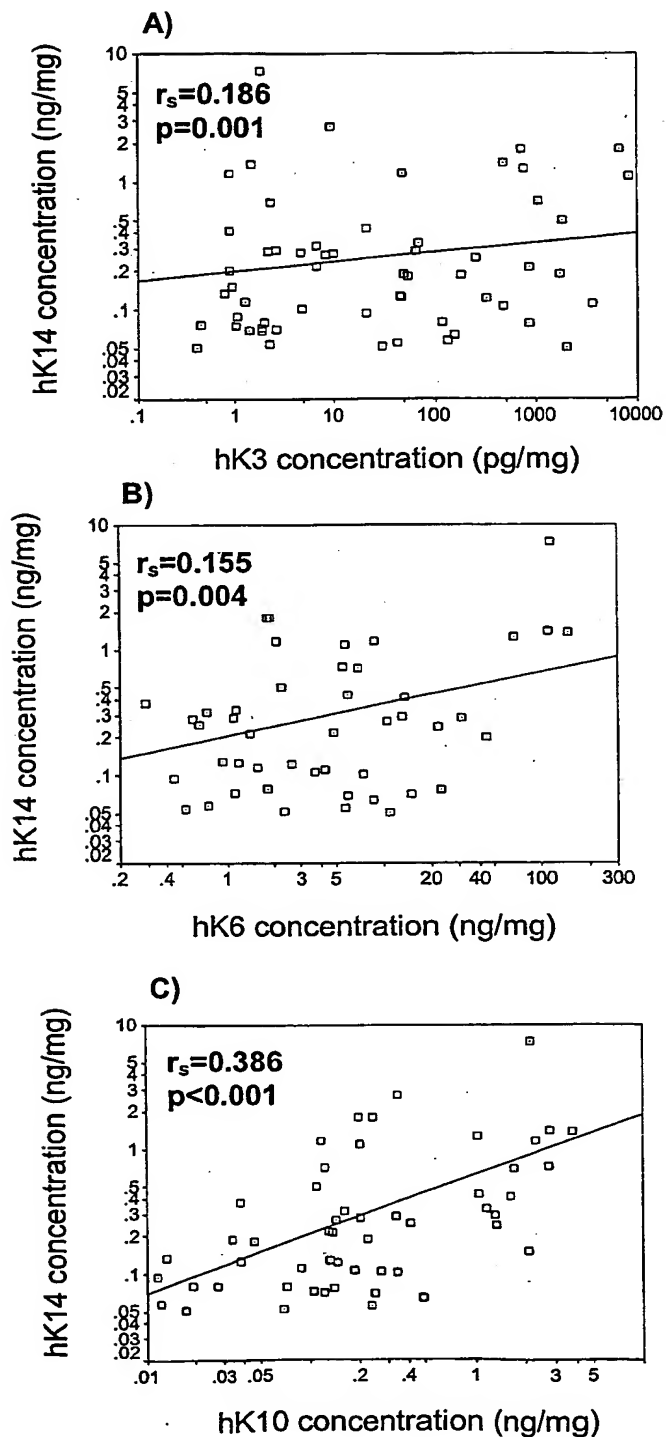 A)
hK14 concentration (ng/mg)
10
5
4
3
2
1
.5
.4
.3
.2
.1
.05
.04
.03
.02
rs=0.186
p=0.001
.1 1 10 100 1000 10000
hK3 concentration (pg/mg)
B)
hK14 concentration (ng/mg)
10
5
4
3
2
1
.5
.4
.3
.2
.1
.05
.04
.03
.02
rs=0.155
p=0.004
.2 .4 1 3 5 20 40 100 300
hK6 concentration (ng/mg)
C)
hK14 concentration (ng/mg)
10
5
4
3
2
1
.5
.4
.3
.2
.1
.05
.04
.03
.02
rs=0.386
p<0.001
.01 .03 .05 .2 .4 1 3 5
hK10 concentration (ng/mg)